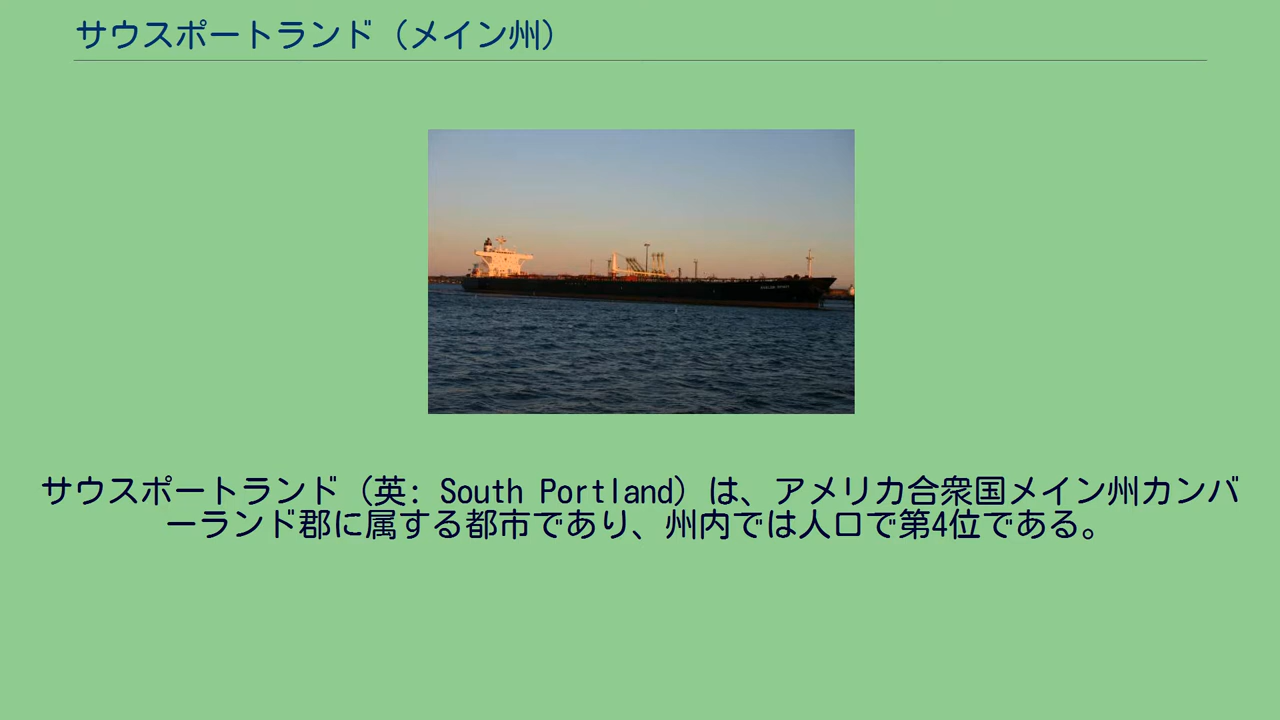 サウスポートランド（メイン州）
サウスポートランド（英: South Portland）は、アメリカ合衆国メイン州カンバ
ーランド郡に属する都市であり、州内では人口で第4位である。